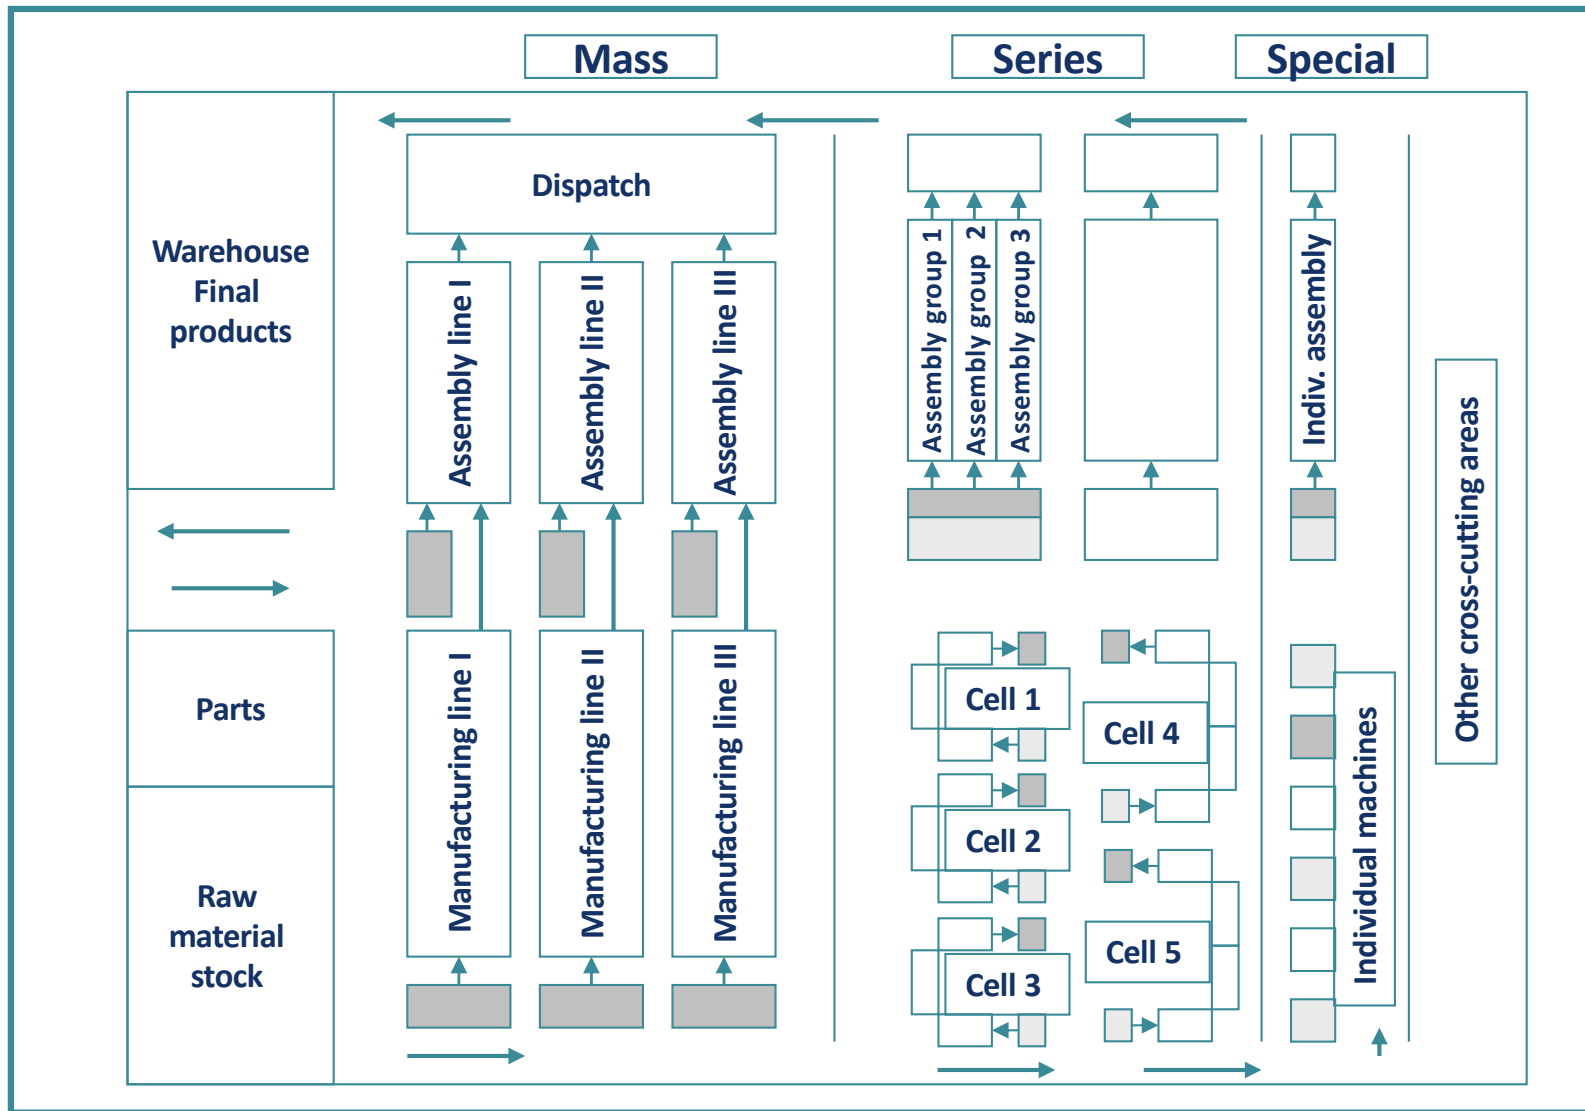 Mass
Series
Special
Warehouse
Final
products
Parts
Raw
material
stock
Dispatch
Assembly line I
Assembly line II
Assembly line III
Manufacturing line I
Manufacturing line II
Manufacturing line III
Assembly group 1
Assembly group 2
Assembly group 3
Cell 1
Cell 2
Cell 3
Cell 4
Cell 5
Indiv. assembly
Individual machines
Other cross-cutting areas